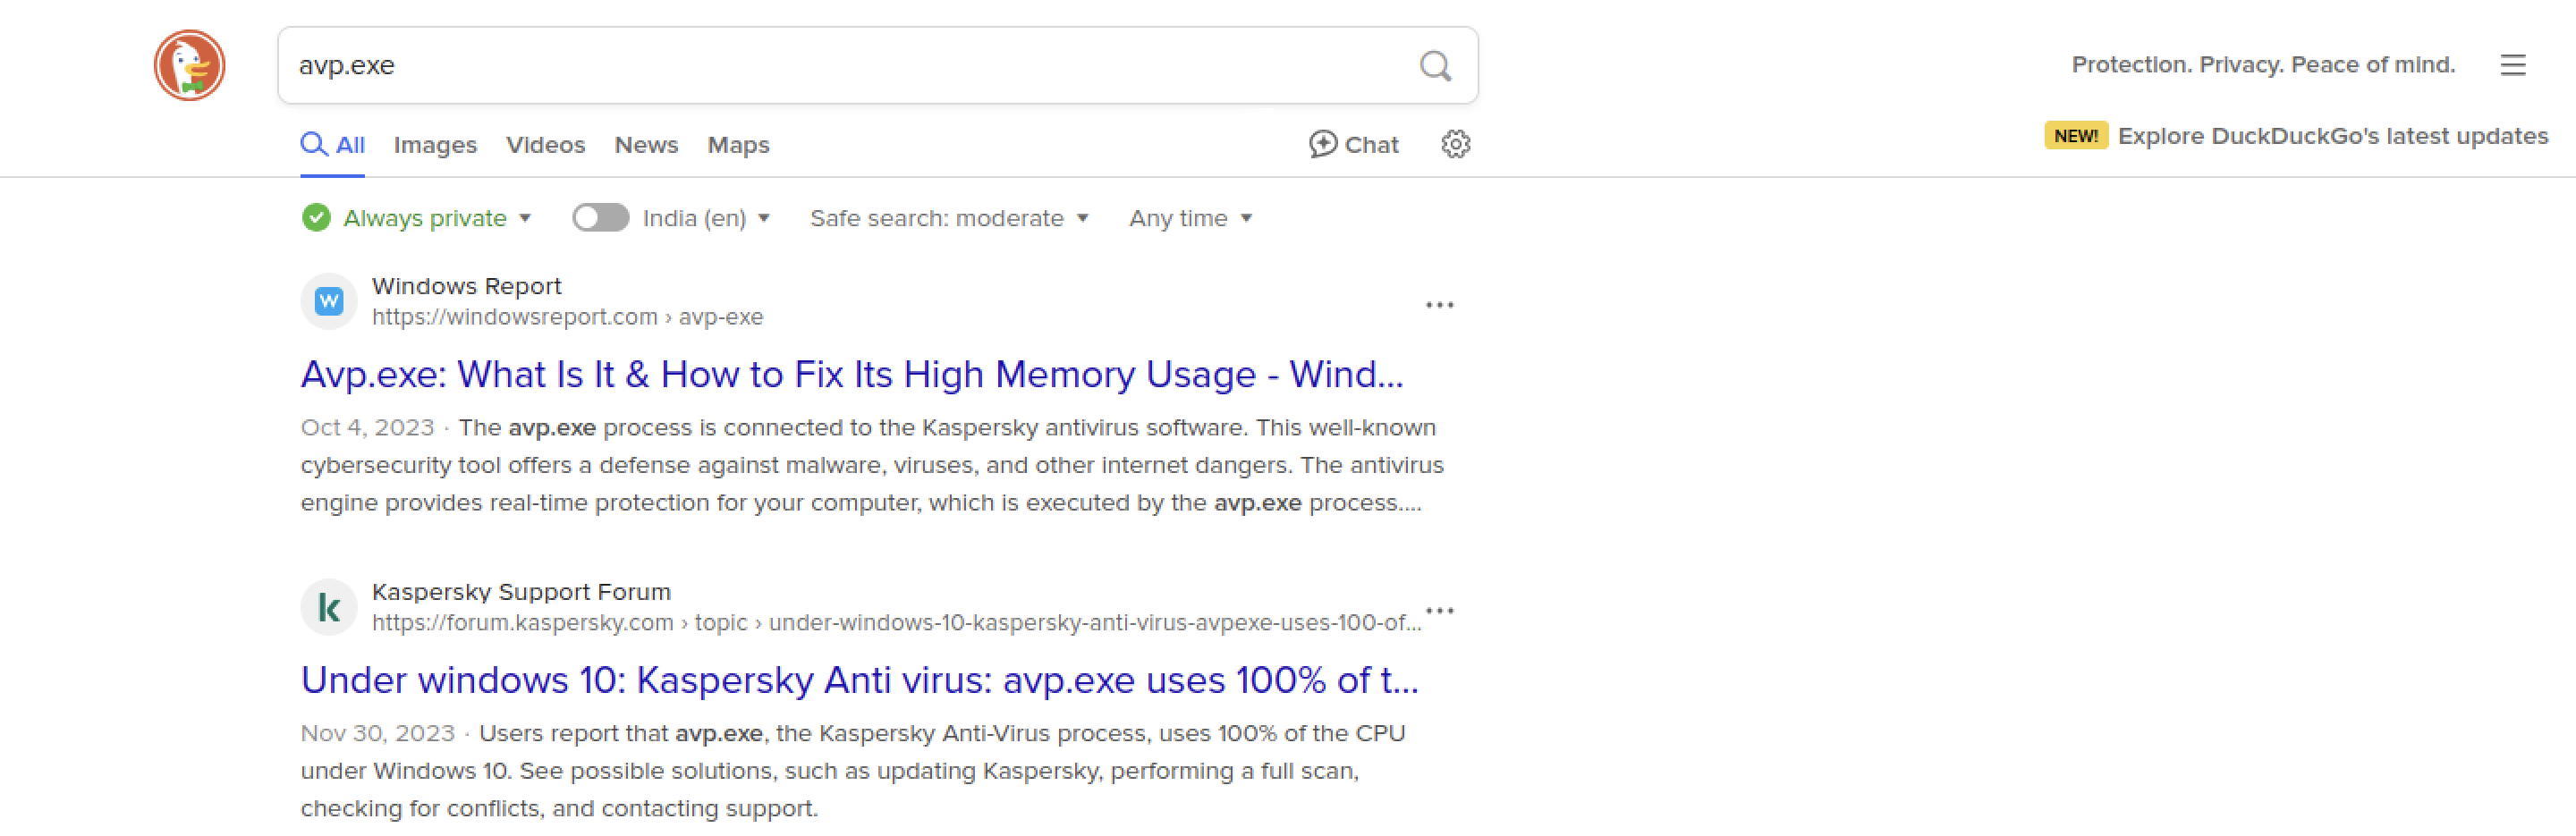 avp.exe
Protection. Privacy. Peace of mind.
All Images Videos News Maps
Chat
NEW! Explore DuckDuckGo's latest updates
Always private India (en) Safe search: moderate Any time
W
Windows Report
https://windowsreport.com › avp-exe
Avp.exe: What Is It & How to Fix Its High Memory Usage - Wind...
Oct 4, 2023 · The avp.exe process is connected to the Kaspersky antivirus software. This well-known
cybersecurity tool offers a defense against malware, viruses, and other internet dangers. The antivirus
engine provides real-time protection for your computer, which is executed by the avp.exe process....
k
Kaspersky Support Forum
https://forum.kaspersky.com › topic › under-windows-10-kaspersky-anti-virus-avpexe-uses-100-of...
Under windows 10: Kaspersky Anti virus: avp.exe uses 100% of t...
Nov 30, 2023 · Users report that avp.exe, the Kaspersky Anti-Virus process, uses 100% of the CPU
under Windows 10. See possible solutions, such as updating Kaspersky, performing a full scan,
checking for conflicts, and contacting support.